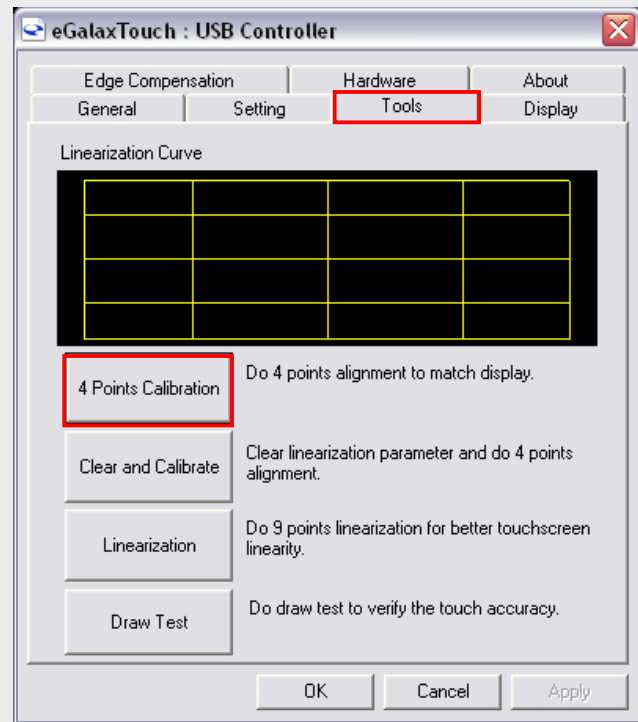 eGalaxTouch : USB Controller
Edge Compensation Hardware About
General Setting Tools Display
Linearization Curve
4 Points Calibration
Do 4 points alignment to match display.
Clear and Calibrate
Clear linearization parameter and do 4 points
alignment.
Linearization
Do 9 points linearization for better touchscreen
linearity.
Draw Test
Do draw test to verify the touch accuracy.
OK Cancel Apply